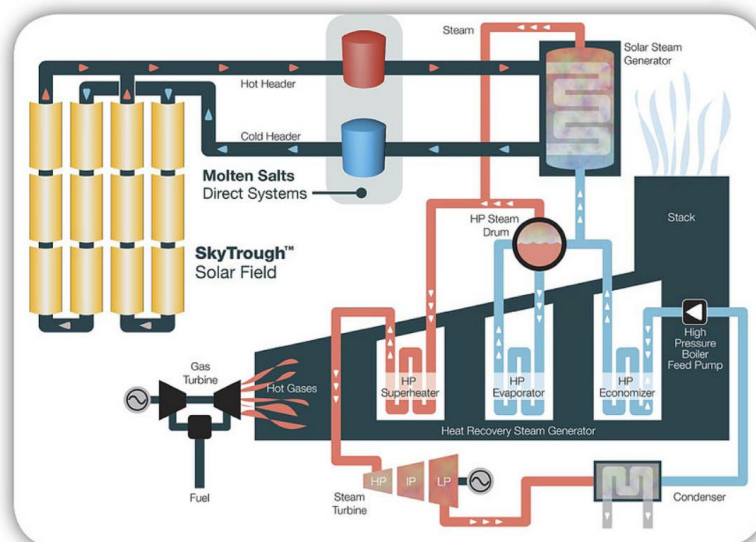 Steam
Solar Steam
Generator
Hot Header
Cold Header
Molten Salts
Direct Systems
HP Steam
Drum
Stack
SkyTrough™
Solar Field
High
Pressure
Boiler
Feed Pump
Gas
Turbine
Hot Gases
HP
Superheater
HP
Evaporator
HP
Economizer
Heat Recovery Steam Generator
Fuel
Steam
Turbine
HP
IP
LP
Condenser